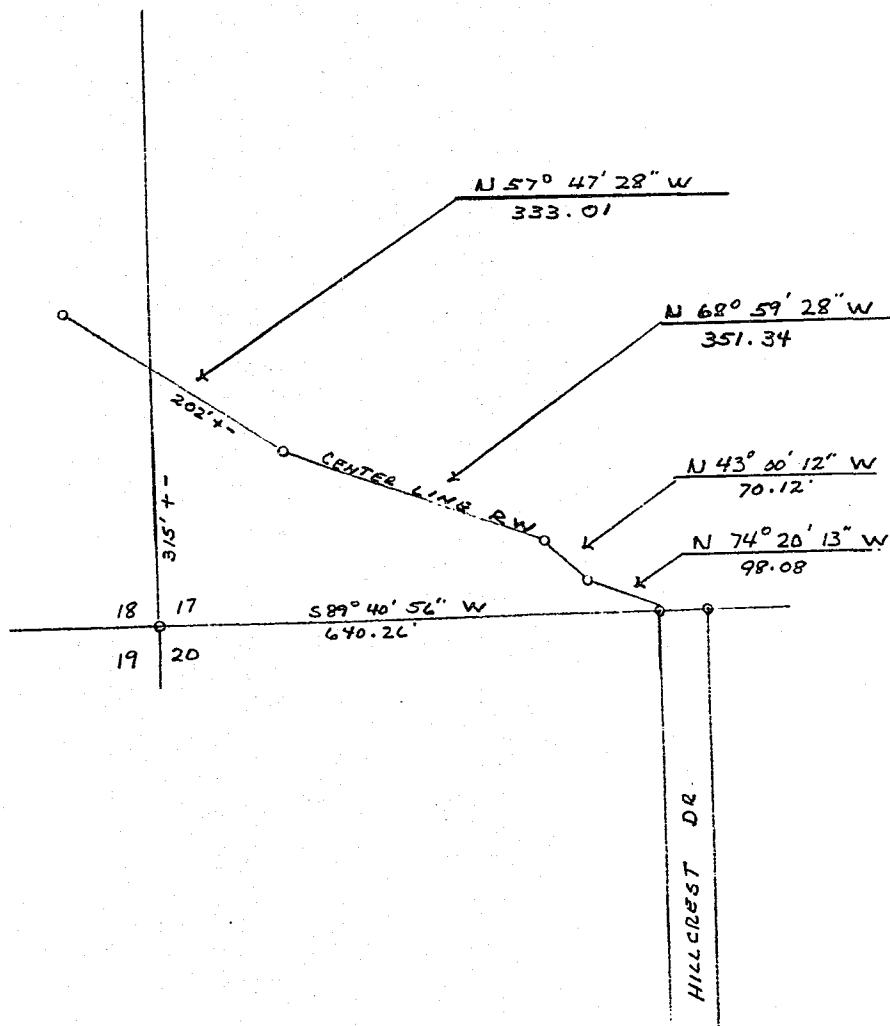 N 57° 47' 28" W
333.01
N 68° 59' 28" W
351.34
202'+-
CENTER LINE RW
N 43° 00' 12" W
70.12'
315' +-
N 74° 20' 13" W
98.08
18 17
S 89° 40' 56" W
640.26'
19 20
HILLCREST DR.